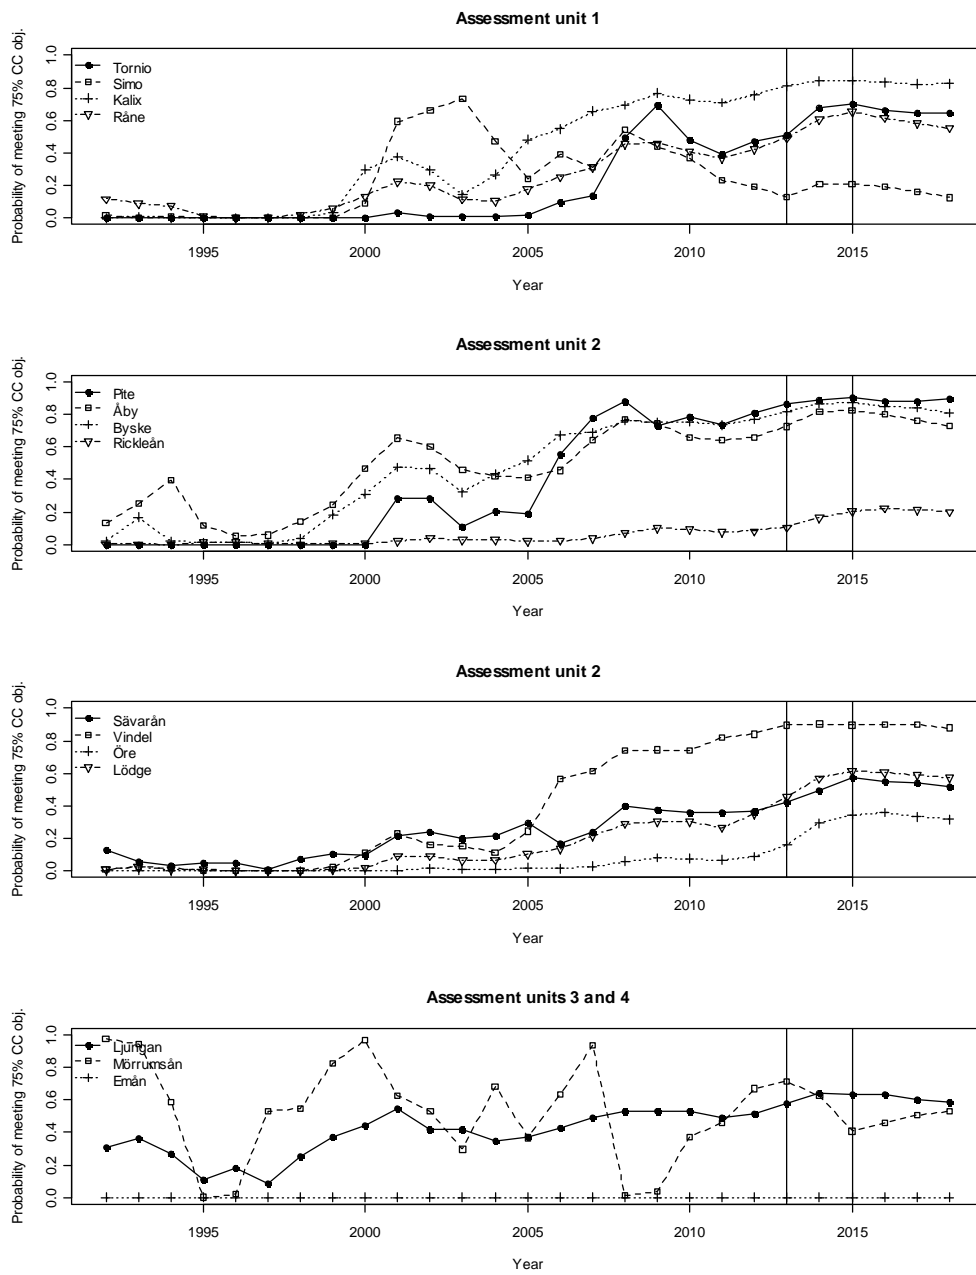 Assessment unit 1
Probability of meeting 75% CC obj.
1.0
0.8
0.6
0.4
0.2
0.0
Tornio
Simo
Kalix
Råne
1995 2000 2005 2010 2015
Year
Assessment unit 2
Probability of meeting 75% CC obj.
1.0
0.8
0.6
0.4
0.2
0.0
Pite
Åby
Byske
Rickleån
1995 2000 2005 2010 2015
Year
Assessment unit 2
Probability of meeting 75% CC obj.
1.0
0.8
0.6
0.4
0.2
0.0
Sävarån
Vindel
Öre
Lödge
1995 2000 2005 2010 2015
Year
Assessment units 3 and 4
Probability of meeting 75% CC obj.
1.0
0.8
0.6
0.4
0.2
0.0
Ljungan
Mörrumsån
Emån
1995 2000 2005 2010 2015
Year